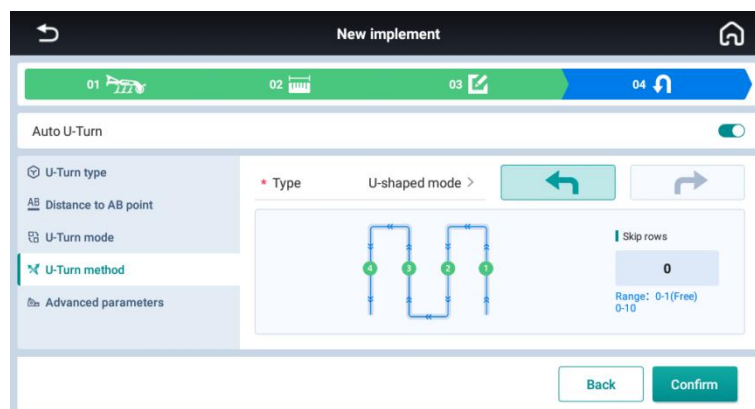 New implement
01
02
03
04
Auto U-Turn
U-Turn type
AB Distance to AB point
U-Turn mode
U-Turn method
Advanced parameters
* Type U-shaped mode >
4 3 2 1
Skip rows
0
Range: 0-1(Free)
0-10
Back Confirm